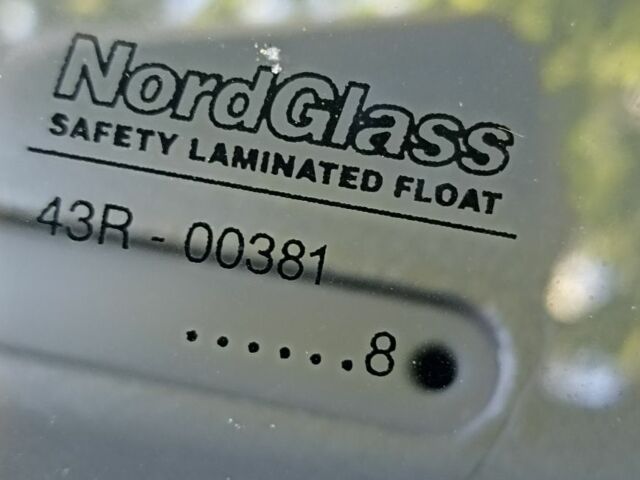 NordGlass
SAFETY LAMINATED FLOAT
43R - 00381
......8